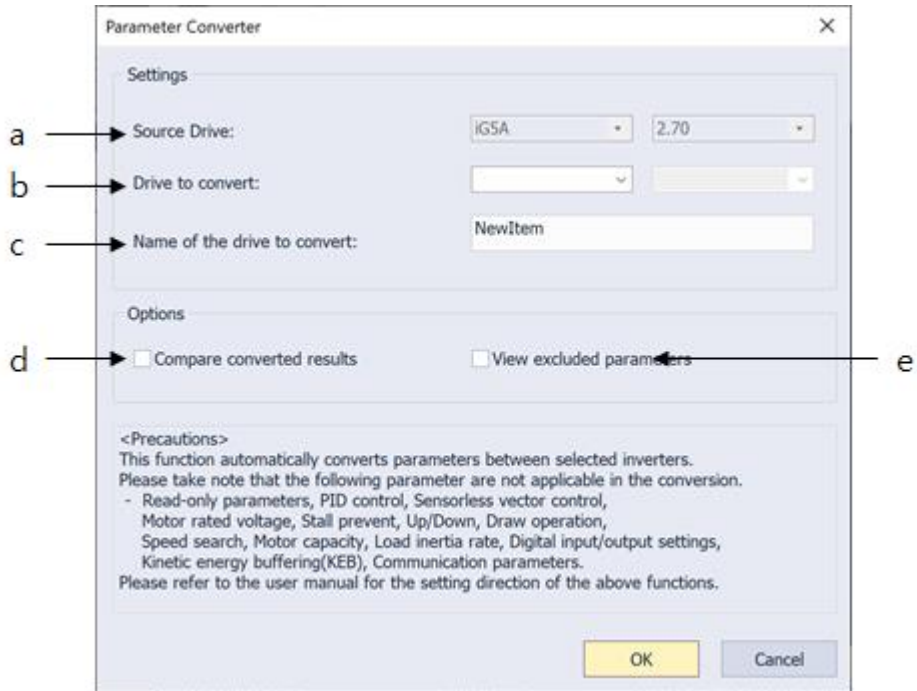 Parameter Converter
Settings
a
Source Drive:
iG5A
2.70
b
Drive to convert:
c
Name of the drive to convert:
NewItem
Options
d
Compare converted results
View excluded parameters
e
<Precautions>
This function automatically converts parameters between selected inverters.
Please take note that the following parameter are not applicable in the conversion.
- Read-only parameters, PID control, Sensorless vector control,
Motor rated voltage, Stall prevent, Up/Down, Draw operation,
Speed search, Motor capacity, Load inertia rate, Digital input/output settings,
Kinetic energy buffering(KEB), Communication parameters.
Please refer to the user manual for the setting direction of the above functions.
OK
Cancel